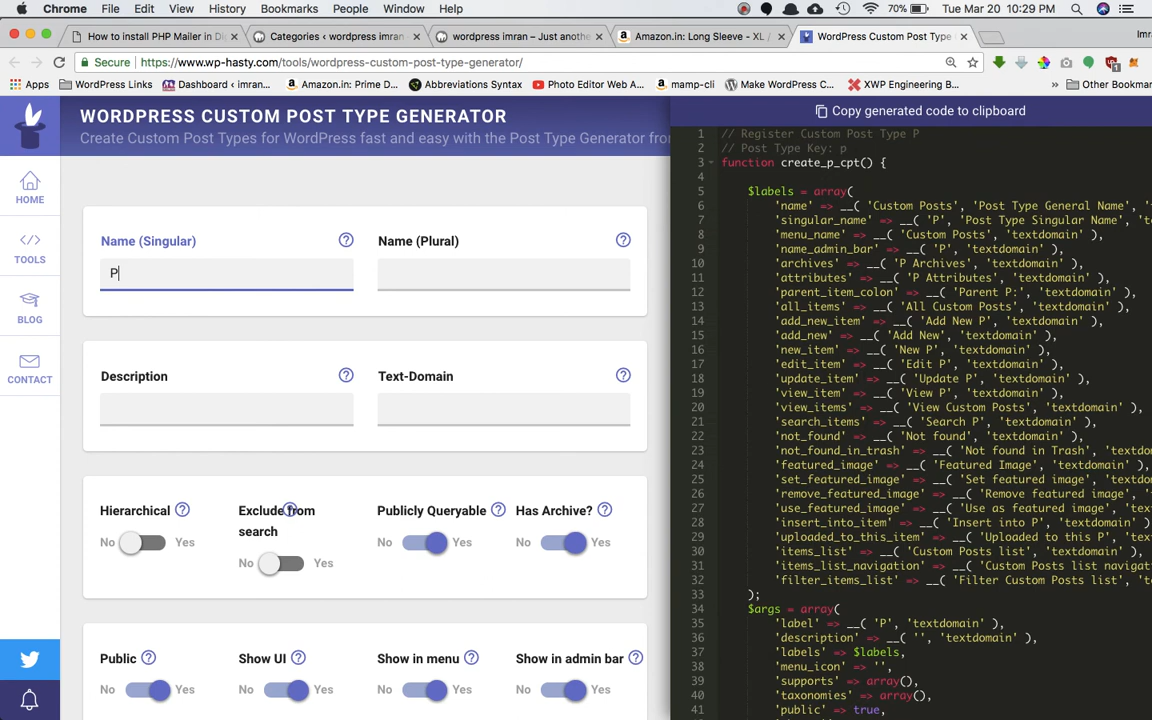 Chrome File Edit View History Bookmarks People Window Help 70% Tue Mar 20 10:29 PM
How to install PHP Mailer in Di Categories ‹ wordpress imran wordpress imran – Just anothe Amazon.in: Long Sleeve - XL / WordPress Custom Post Type Imr
Secure https://www.wp-hasty.com/tools/wordpress-custom-post-type-generator/
Apps WordPress Links Dashboard ‹ imran... Amazon.in: Shopp... Abbreviations Syntax Photo Editor Web A... mamp-cli Make WordPress C... XWP Engineering B... » Other Bookmar
WORDPRESS CUSTOM POST TYPE GENERATOR
Create Custom Post Types for WordPress fast and easy with the Post Type Generator from
HOME
TOOLS
BLOG
CONTACT
Name (Singular)
P
Name (Plural)
Description
Text-Domain
Hierarchical
No Yes
Exclude from
search
No Yes
Publicly Queryable
No Yes
Has Archive?
No Yes
Public
No Yes
Show UI
No Yes
Show in menu
No Yes
Show in admin bar
No Yes
Copy generated code to clipboard
1 // Register Custom Post Type P
2 // Post Type Key: p
3 function create_p_cpt() {
4
5 $labels = array(
6 'name' => __( 'Custom Posts', 'Post Type General Name', 't
7 'singular_name' => __( 'P', 'Post Type Singular Name', 'te
8 'menu_name' => __( 'Custom Posts', 'textdomain' ),
9 'name_admin_bar' => __( 'P', 'textdomain' ),
10 'archives' => __( 'P Archives', 'textdomain' ),
11 'attributes' => __( 'P Attributes', 'textdomain' ),
12 'parent_item_colon' => __( 'Parent P:', 'textdomain' ),
13 'all_items' => __( 'All Custom Posts', 'textdomain' ),
14 'add_new_item' => __( 'Add New P', 'textdomain' ),
15 'add_new' => __( 'Add New', 'textdomain' ),
16 'new_item' => __( 'New P', 'textdomain' ),
17 'edit_item' => __( 'Edit P', 'textdomain' ),
18 'update_item' => __( 'Update P', 'textdomain' ),
19 'view_item' => __( 'View P', 'textdomain' ),
20 'view_items' => __( 'View Custom Posts', 'textdomain' ),
21 'search_items' => __( 'Search P', 'textdomain' ),
22 'not_found' => __( 'Not found', 'textdomain' ),
23 'not_found_in_trash' => __( 'Not found in Trash', 'textdom
24 'featured_image' => __( 'Featured Image', 'textdomain' ),
25 'set_featured_image' => __( 'Set featured image', 'textdom
26 'remove_featured_image' => __( 'Remove featured image', 't
27 'use_featured_image' => __( 'Use as featured image', 'text
28 'insert_into_item' => __( 'Insert into P', 'textdomain' ),
29 'uploaded_to_this_item' => __( 'Uploaded to this P', 'text
30 'items_list' => __( 'Custom Posts list', 'textdomain' ),
31 'items_list_navigation' => __( 'Custom Posts list navigati
32 'filter_items_list' => __( 'Filter Custom Posts list', 'te
33 );
34 $args = array(
35 'label' => __( 'P', 'textdomain' ),
36 'description' => __( '', 'textdomain' ),
37 'labels' => $labels,
38 'menu_icon' => '',
39 'supports' => array(),
40 'taxonomies' => array(),
41 'public' => true,